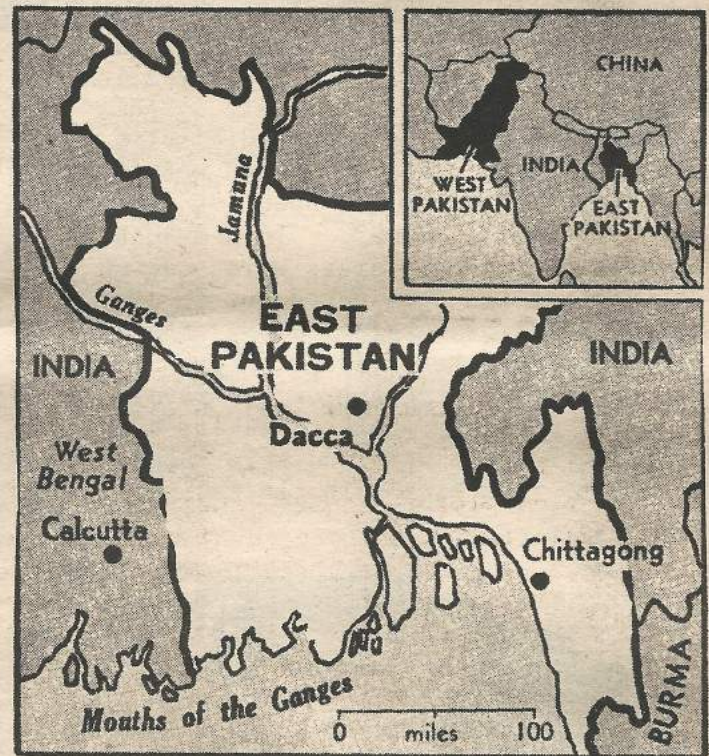 CHINA
WEST
PAKISTAN
INDIA
EAST
PAKISTAN
Jamuna
Ganges
EAST
PAKISTAN
INDIA
INDIA
Dacca
West
Bengal
Calcutta
Chittagong
BURMA
Mouths of the Ganges
0 miles 100